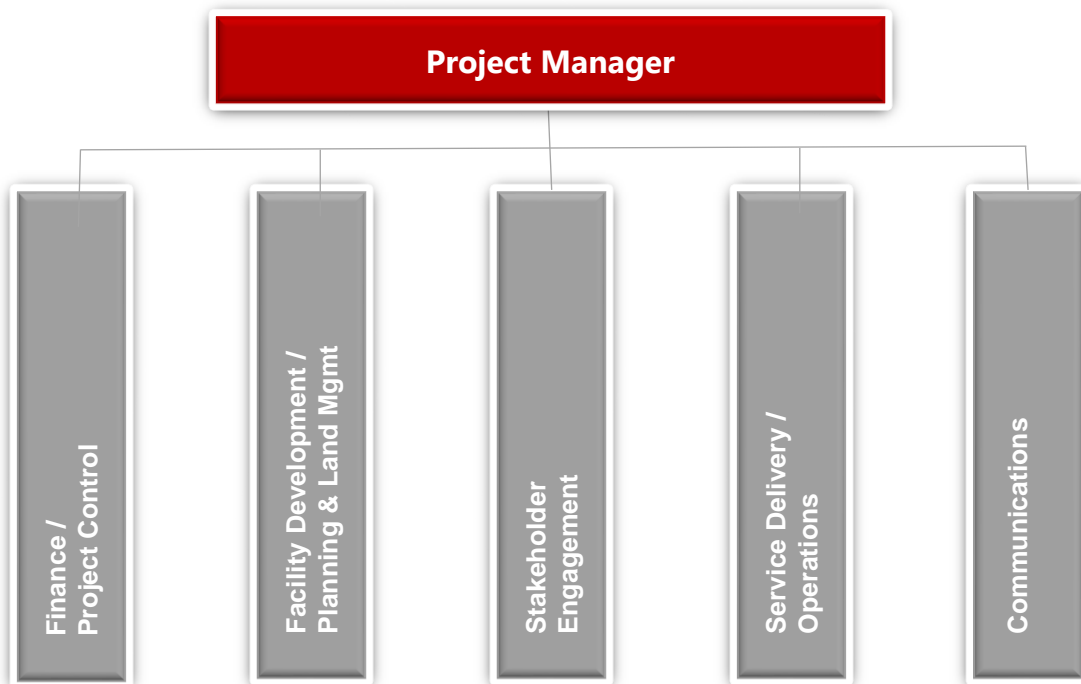 Project Manager
Finance /
Project Control
Facility Development /
Planning & Land Mgmt
Stakeholder
Engagement
Service Delivery /
Operations
Communications